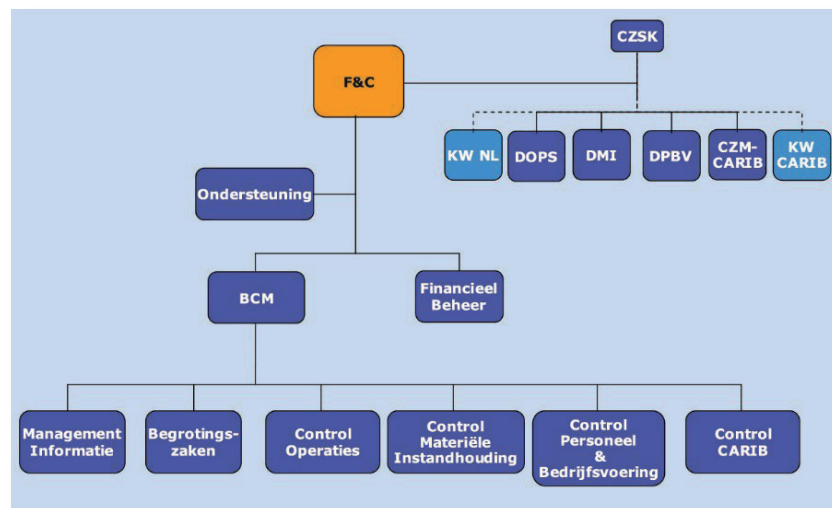 CZSK
F&C
KW NL
DOPS
DMI
DPBV
CZM-
CARIB
KW
CARIB
Ondersteuning
BCM
Financieel
Beheer
Management
Informatie
Begrotings-
zaken
Control
Operaties
Control
Materiële
Instandhouding
Control
Personeel
&
Bedrijfsvoering
Control
CARIB